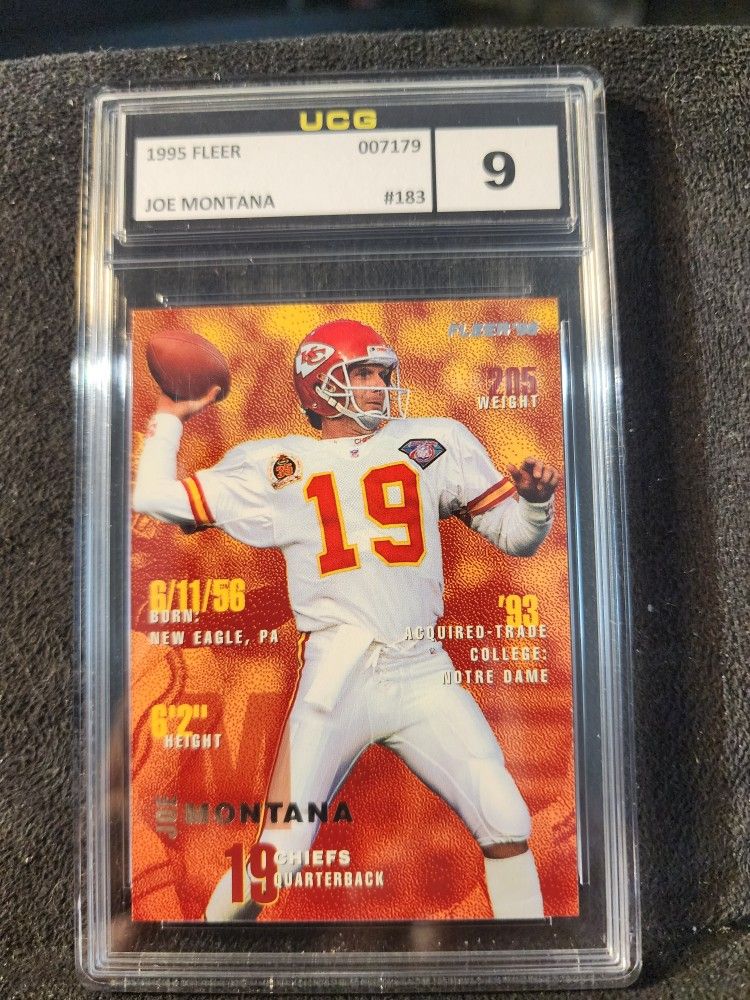 UCG
1995 FLEER 007179
9
JOE MONTANA #183
FLEER '95
205
WEIGHT
19
6/11/56
BORN:
NEW EAGLE, PA
'93
ACQUIRED-TRADE
COLLEGE:
NOTRE DAME
6'2"
HEIGHT
JOE MONTANA
19 CHIEFS
QUARTERBACK